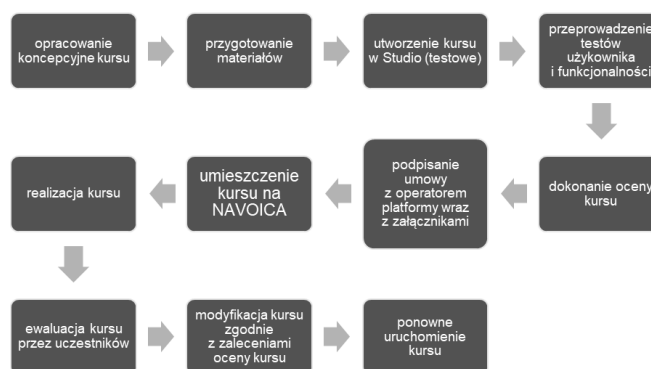 opracowanie
koncepcyjne kursu
przygotowanie
materiałów
utworzenie kursu
w Studio (testowe)
przeprowadzenie
testów
użykownika
i funkcjonalności
dokonanie oceny
kursu
podpisanie
umowy
z operatorem
platformy wraz
z załącznikami
umieszczenie
kursu na
NAVOICA
realizacja kursu
ewaluacja kursu
przez uczestników
modyfikacja kursu
zgodnie
z zaleceniami
oceny kursu
ponowne
uruchomienie
kursu